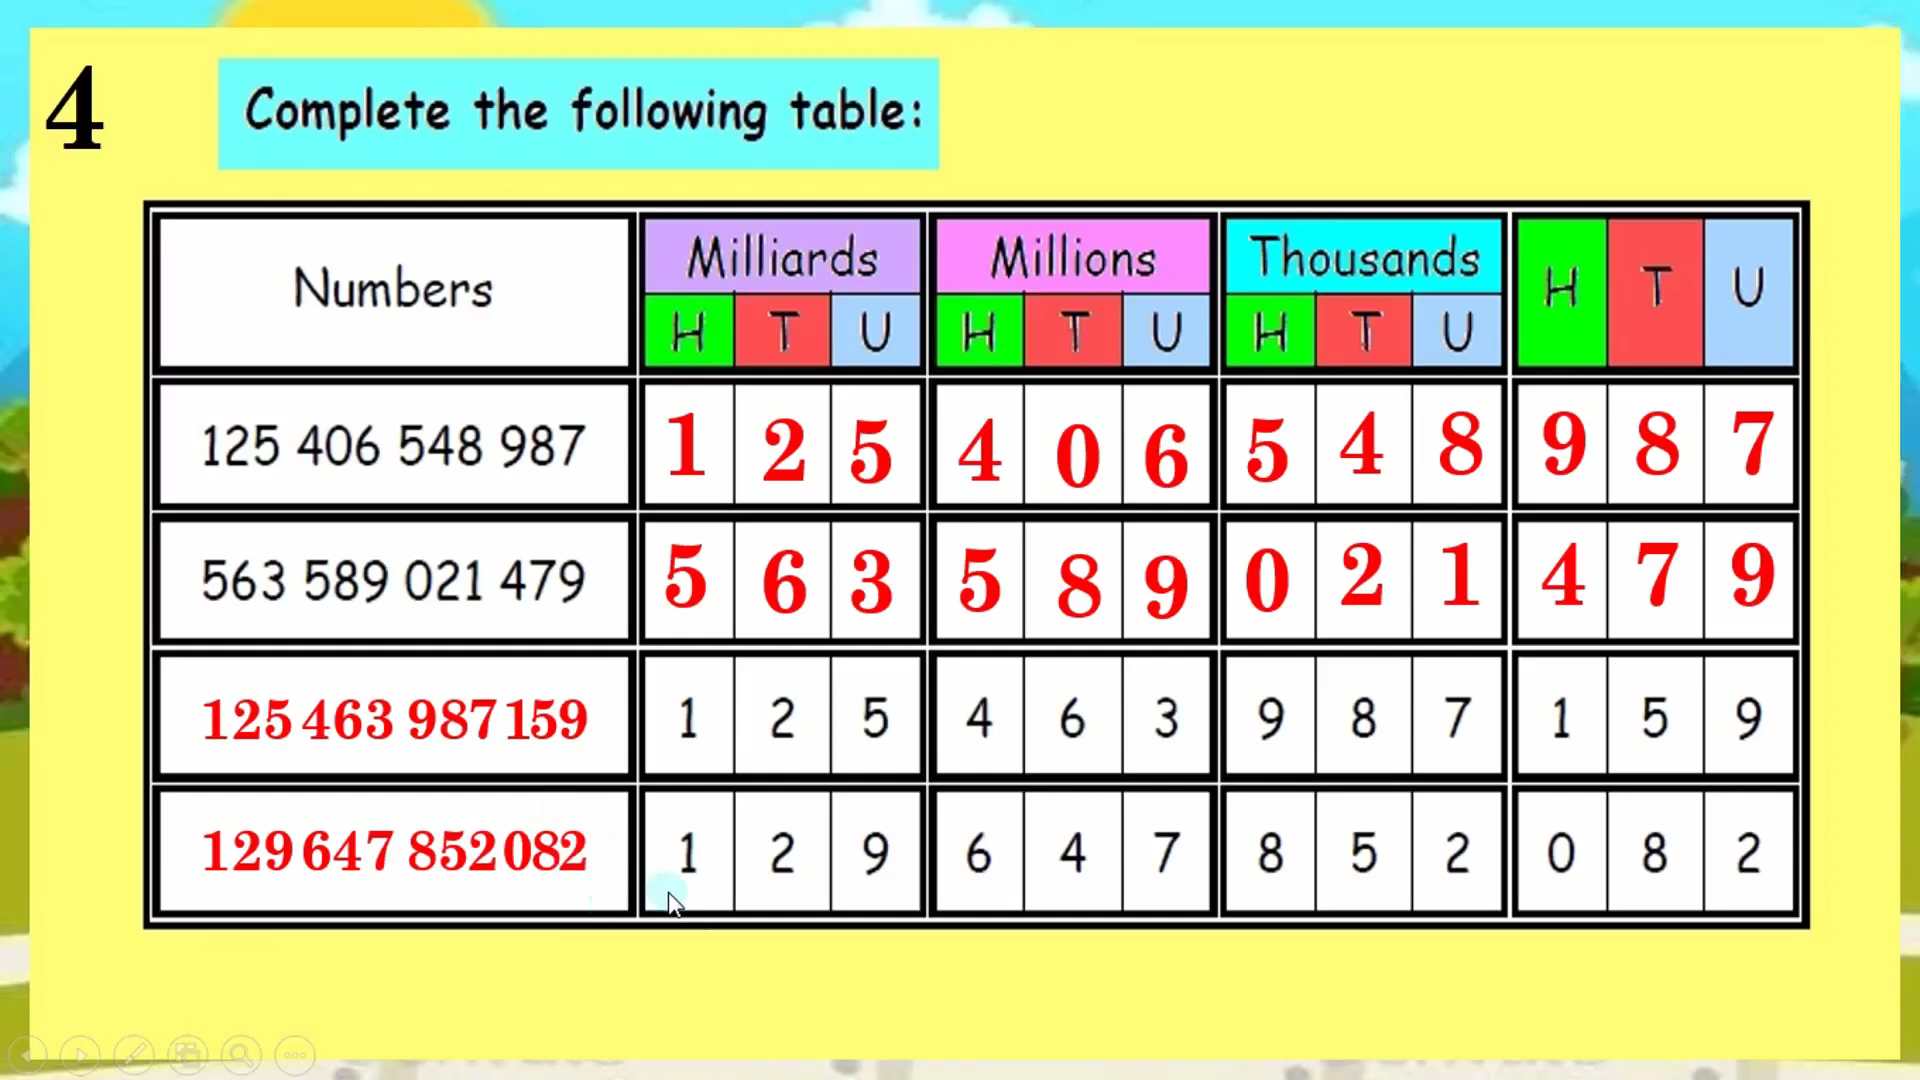 4
Complete the following table:
Numbers Milliards Millions Thousands H T U
H T U H T U H T U
125 406 548 987 1 2 5 4 0 6 5 4 8 9 8 7
563 589 021 479 5 6 3 5 8 9 0 2 1 4 7 9
125 463 987 159 1 2 5 4 6 3 9 8 7 1 5 9
129 647 852 082 1 2 9 6 4 7 8 5 2 0 8 2